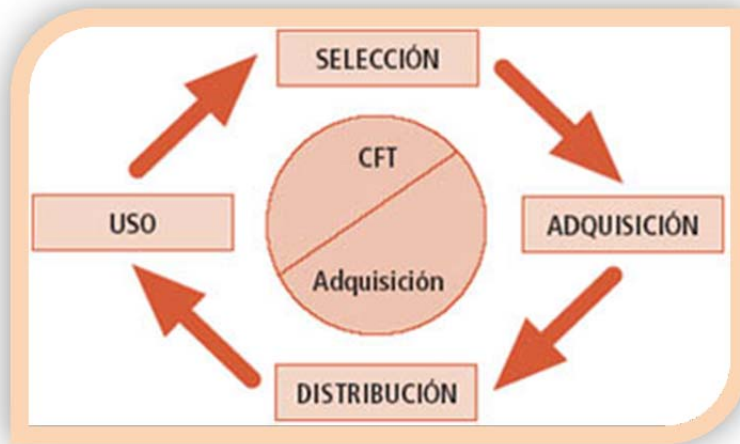 SELECCIÓN
CFT
USO
ADQUISICIÓN
Adquisición
DISTRIBUCIÓN